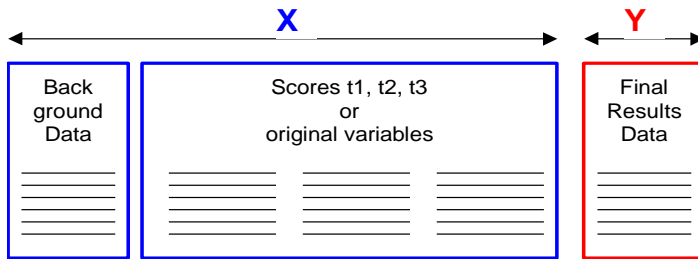 X
Y
Back
ground
Data
Scores t1, t2, t3
or
original variables
Final
Results
Data